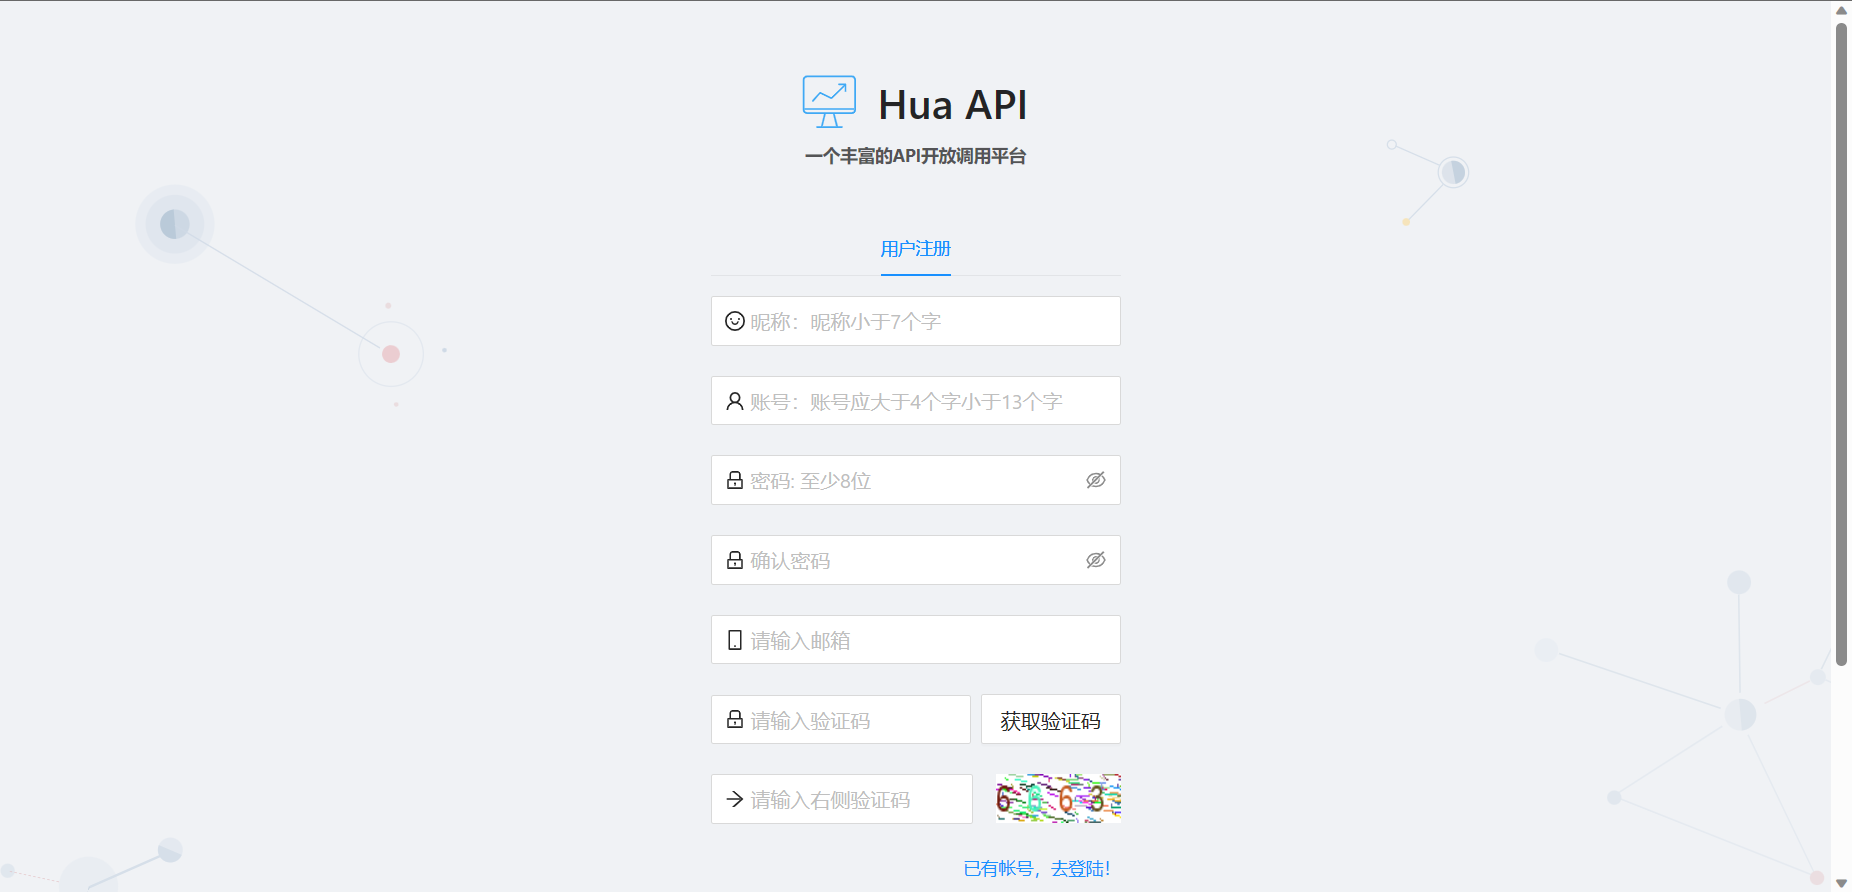 Hua API
一个丰富的API开放调用平台
用户注册
昵称：昵称小于7个字
账号：账号应大于4个字小于13个字
密码: 至少8位
确认密码
请输入邮箱
请输入验证码
获取验证码
请输入右侧验证码
已有帐号，去登陆！